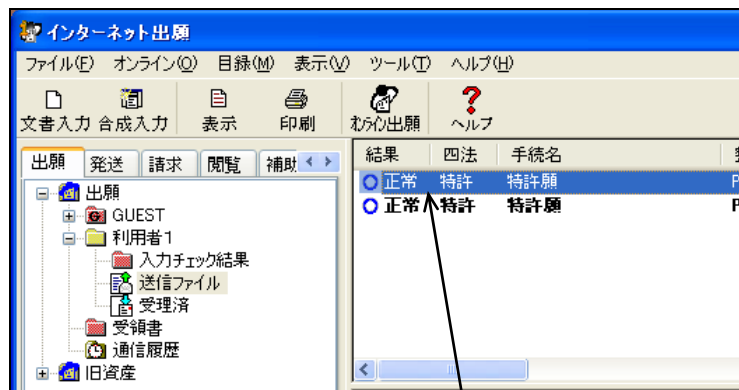 インターネット出願
ファイル(F) オンライン(O) 目録(M) 表示(V) ツール(T) ヘルプ(H)
文書入力 合成入力 表示 印刷 オンライン出願 ヘルプ
出願 発送 請求 閲覧 補助
結果 四法 手続名
正常 特許 特許願
正常 特許 特許願
出願
GUEST
利用者1
入力チェック結果
送信ファイル
受理済
受領書
通信履歴
旧資産